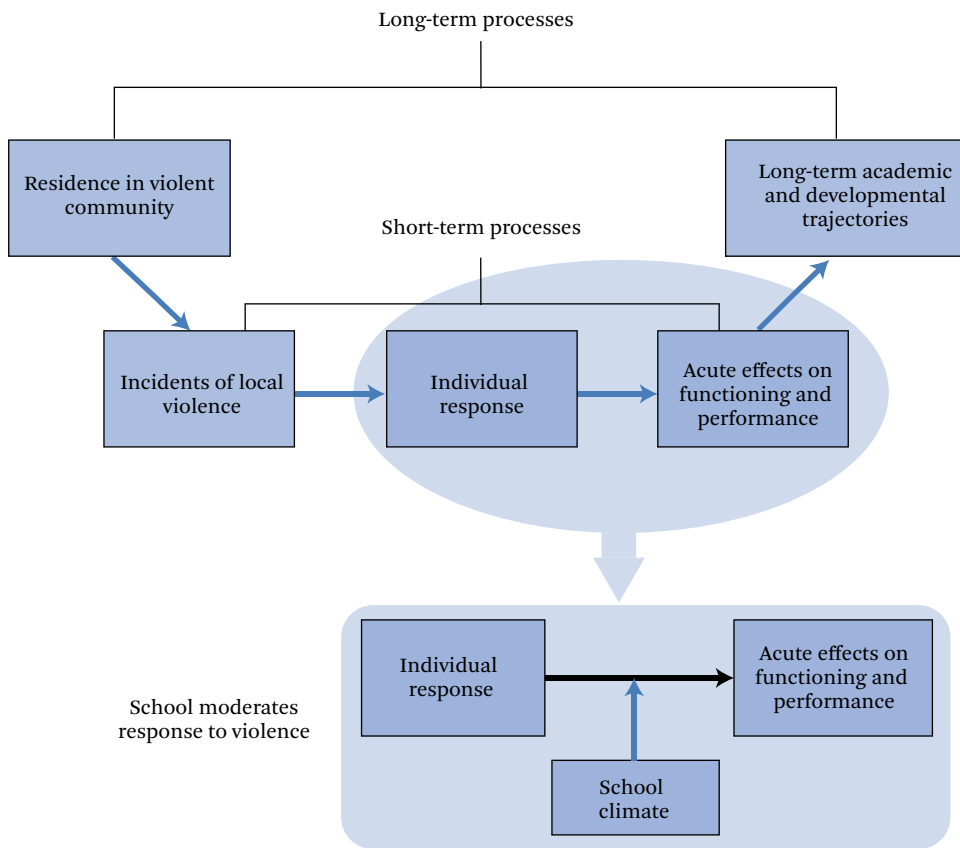 Long-term processes
Residence in violent
community
Long-term academic
and developmental
trajectories
Short-term processes
Incidents of local
violence
Individual
response
Acute effects on
functioning and
performance
School moderates
response to violence
Individual
response
Acute effects on
functioning and
performance
School
climate